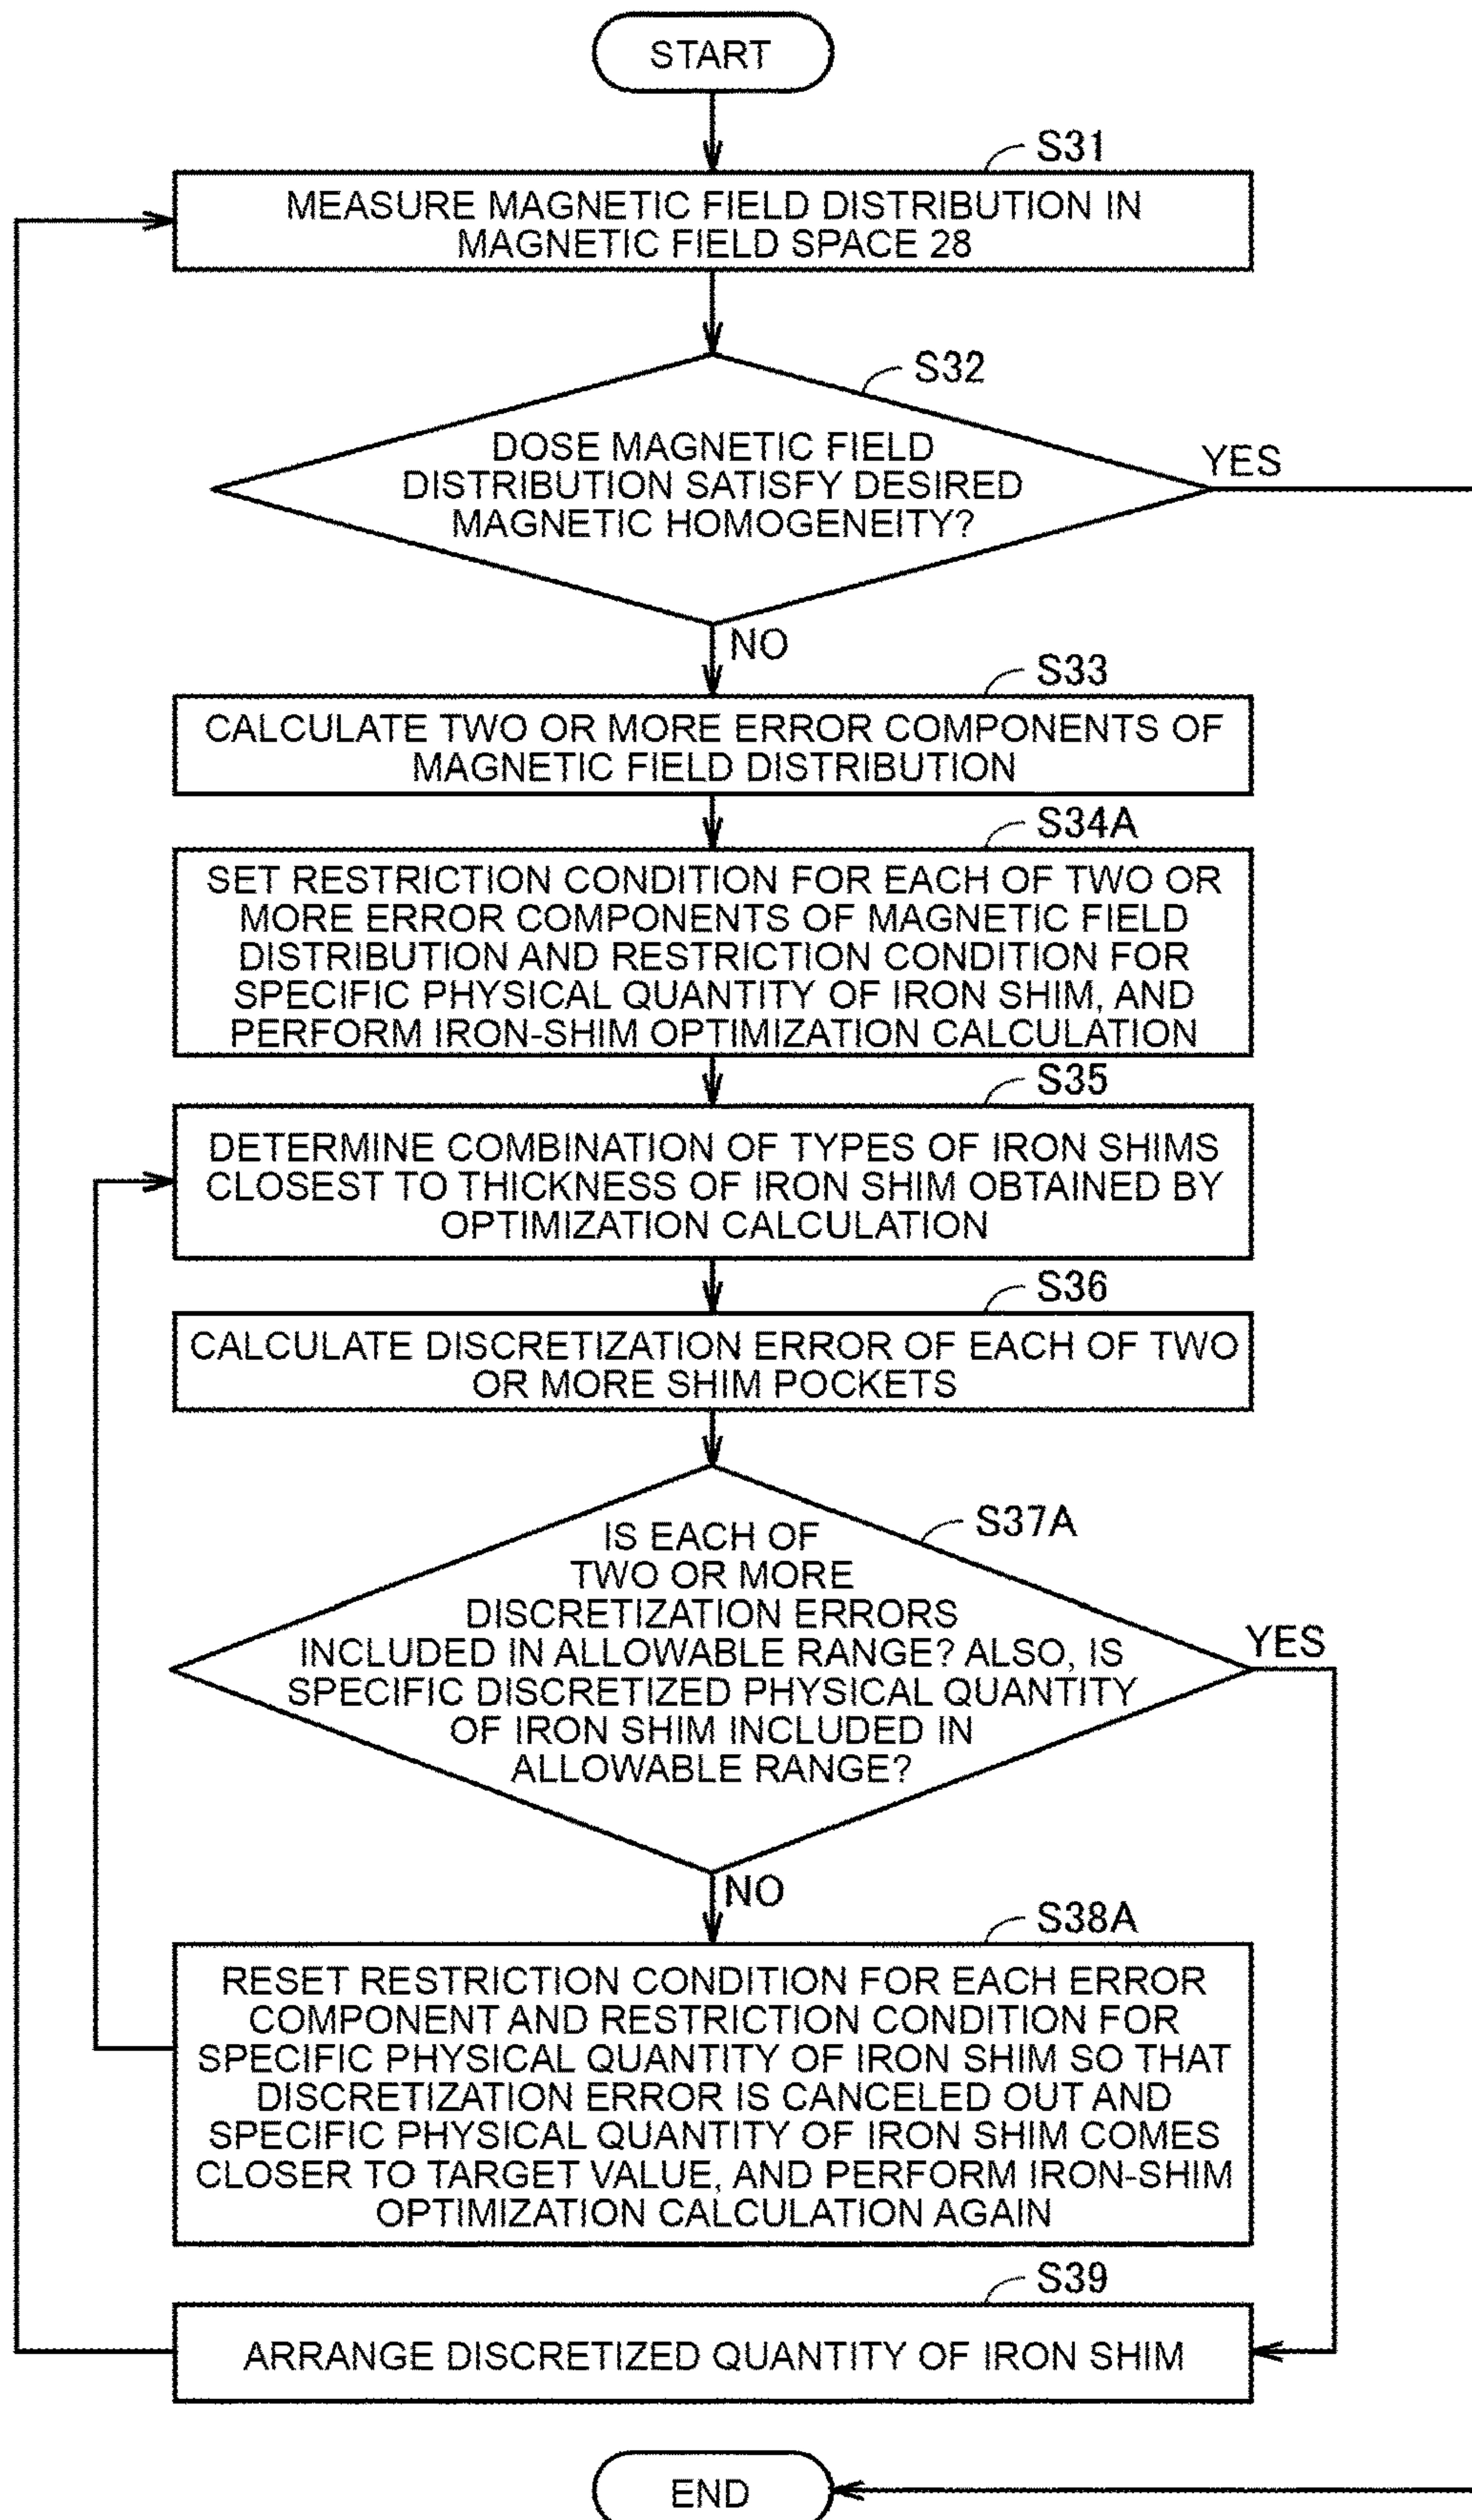 START
S31
MEASURE MAGNETIC FIELD DISTRIBUTION IN
MAGNETIC FIELD SPACE 28
S32
DOSE MAGNETIC FIELD
DISTRIBUTION SATISFY DESIRED
MAGNETIC HOMOGENEITY?
YES
NO
S33
CALCULATE TWO OR MORE ERROR COMPONENTS OF
MAGNETIC FIELD DISTRIBUTION
S34A
SET RESTRICTION CONDITION FOR EACH OF TWO OR
MORE ERROR COMPONENTS OF MAGNETIC FIELD
DISTRIBUTION AND RESTRICTION CONDITION FOR
SPECIFIC PHYSICAL QUANTITY OF IRON SHIM, AND
PERFORM IRON-SHIM OPTIMIZATION CALCULATION
S35
DETERMINE COMBINATION OF TYPES OF IRON SHIMS
CLOSEST TO THICKNESS OF IRON SHIM OBTAINED BY
OPTIMIZATION CALCULATION
S36
CALCULATE DISCRETIZATION ERROR OF EACH OF TWO
OR MORE SHIM POCKETS
S37A
IS EACH OF
TWO OR MORE
DISCRETIZATION ERRORS
INCLUDED IN ALLOWABLE RANGE? ALSO, IS
SPECIFIC DISCRETIZED PHYSICAL QUANTITY
OF IRON SHIM INCLUDED IN
ALLOWABLE RANGE?
YES
NO
S38A
RESET RESTRICTION CONDITION FOR EACH ERROR
COMPONENT AND RESTRICTION CONDITION FOR
SPECIFIC PHYSICAL QUANTITY OF IRON SHIM SO THAT
DISCRETIZATION ERROR IS CANCELED OUT AND
SPECIFIC PHYSICAL QUANTITY OF IRON SHIM COMES
CLOSER TO TARGET VALUE, AND PERFORM IRON-SHIM
OPTIMIZATION CALCULATION AGAIN
S39
ARRANGE DISCRETIZED QUANTITY OF IRON SHIM
END